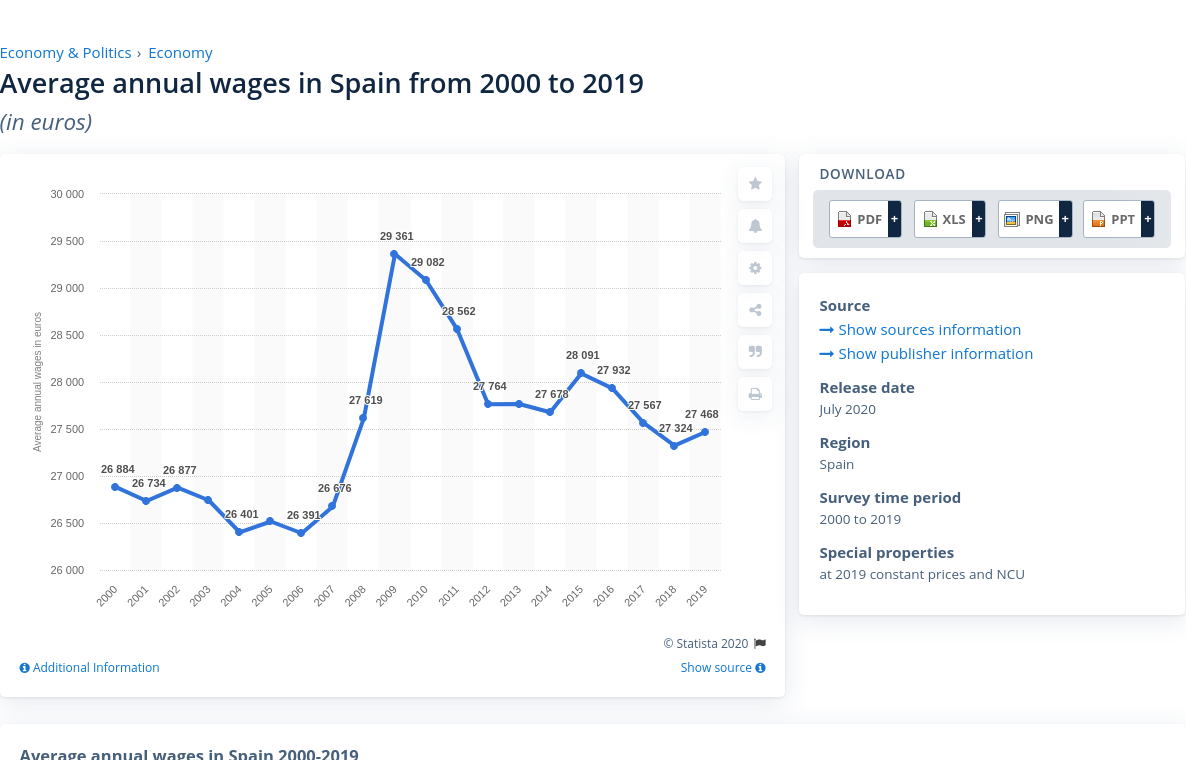 Economy & Politics › Economy
Average annual wages in Spain from 2000 to 2019
(in euros)
30 000
29 500
29 000
28 500
28 000
27 500
27 000
26 500
26 000
Average annual wages in euros
26 884
26 734
26 877
26 401
26 391
26 676
27 619
29 361
29 082
28 562
27 764
27 678
28 091
27 932
27 567
27 324
27 468
2000
2001
2002
2003
2004
2005
2006
2007
2008
2009
2010
2011
2012
2013
2014
2015
2016
2017
2018
2019
© Statista 2020
Additional Information
Show source
DOWNLOAD
PDF + XLS + PNG + PPT +
Source
Show sources information
Show publisher information
Release date
July 2020
Region
Spain
Survey time period
2000 to 2019
Special properties
at 2019 constant prices and NCU
Average annual wages in Spain 2000-2019